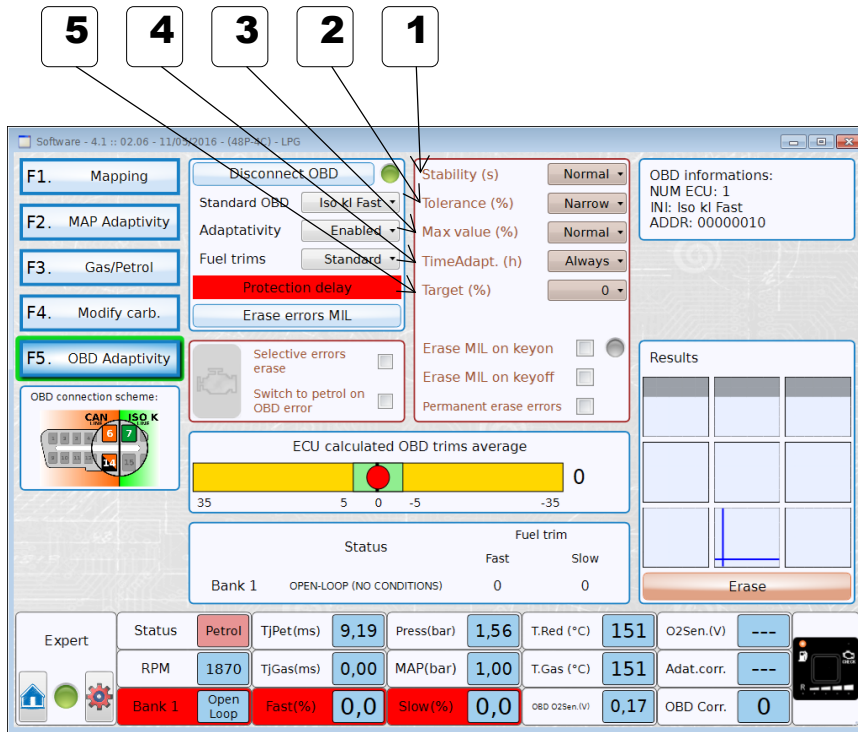 5 4 3 2 1
Software - 4.1 :: 02.06 - 11/05/2016 - (48P-4C) - LPG
F1. Mapping
F2. MAP Adaptivity
F3. Gas/Petrol
F4. Modify carb.
F5. OBD Adaptivity
OBD connection scheme:
CAN LINE
ISO K LINE
6 7
14 15
Disconnect OBD
Standard OBD Iso kl Fast
Adaptativity Enabled
Fuel trims Standard
Protection delay
Erase errors MIL
Selective errors
erase
Switch to petrol on
OBD error
Stability (s) Normal
Tolerance (%) Narrow
Max value (%) Normal
TimeAdapt. (h) Always
Target (%) 0
Erase MIL on keyon
Erase MIL on keyoff
Permanent erase errors
OBD informations:
NUM ECU: 1
INI: Iso kl Fast
ADDR: 00000010
ECU calculated OBD trims average
0
35 5 0 -5 -35
Status
Fuel trim
Fast Slow
Bank 1 OPEN-LOOP (NO CONDITIONS) 0 0
Results
Erase
Expert
Status Petrol TjPet(ms) 9,19 Press(bar) 1,56 T.Red (°C) 151 O2Sen.(V) ---
RPM 1870 TjGas(ms) 0,00 MAP(bar) 1,00 T.Gas (°C) 151 Adat.corr. ---
Bank 1 Open Loop Fast(%) 0,0 Slow(%) 0,0 OBD O2Sen.(V) 0,17 OBD Corr. 0
CHECK
R